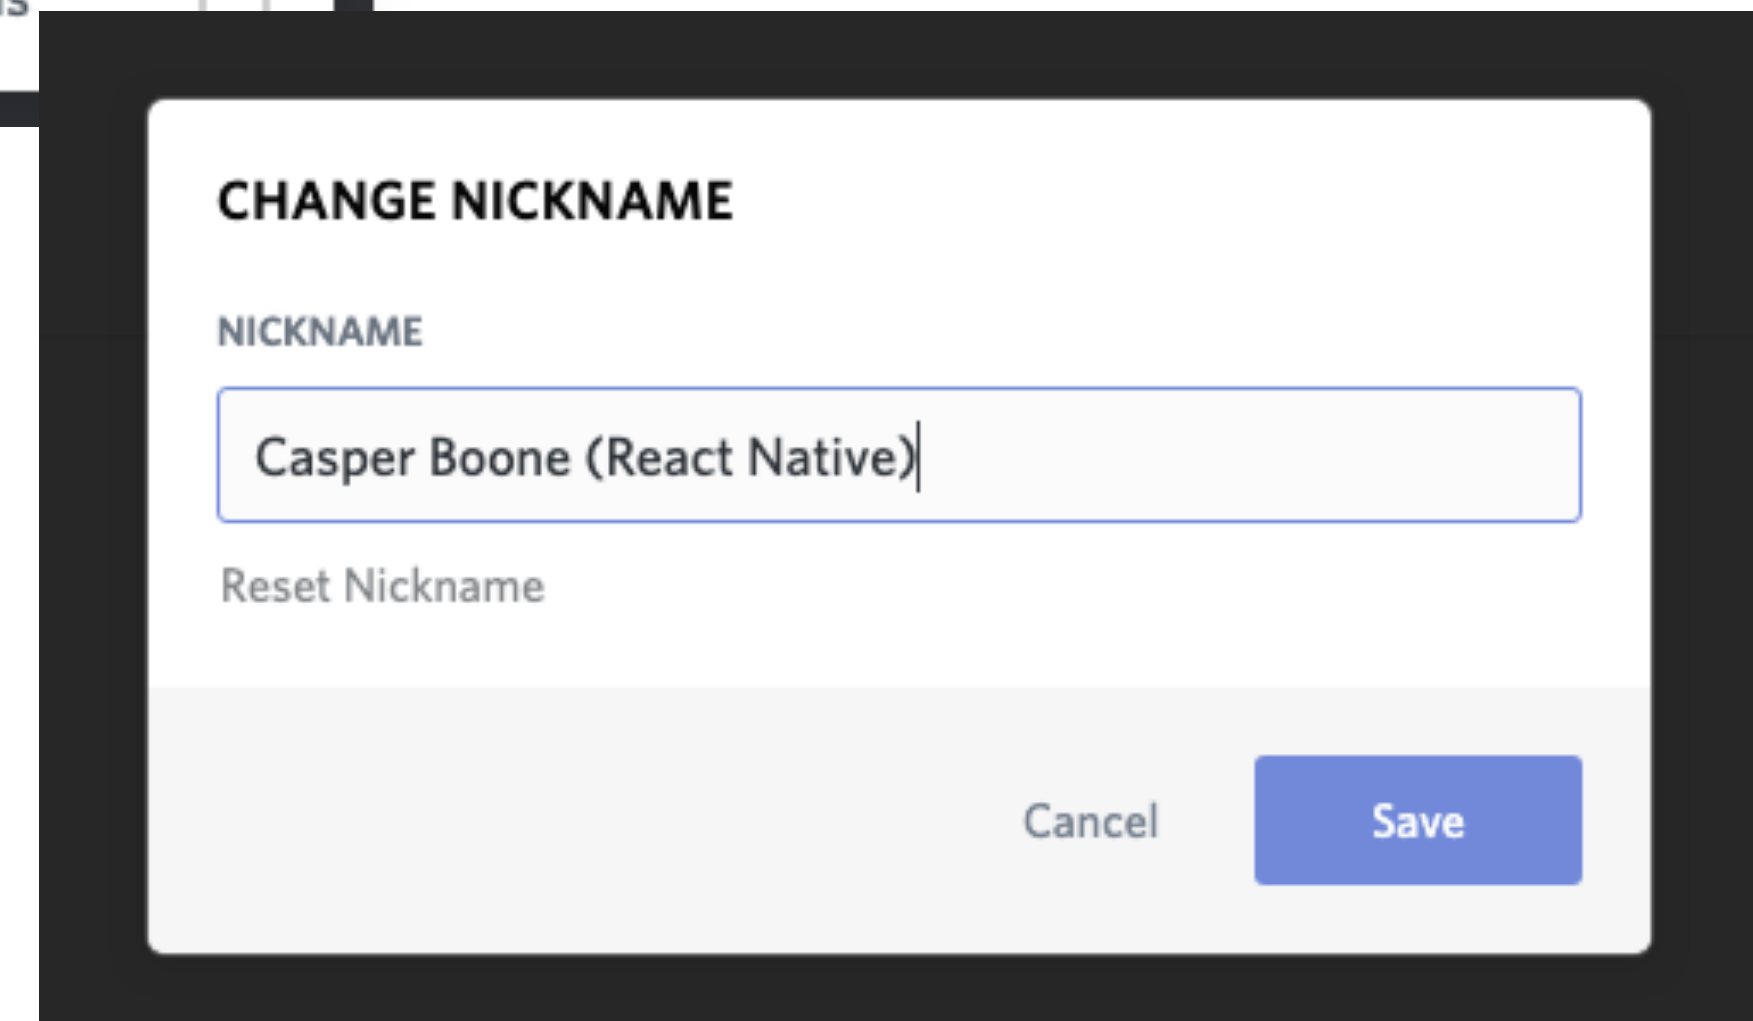 CHANGE NICKNAME
NICKNAME
Casper Boone (React Native)
Reset Nickname
Cancel Save